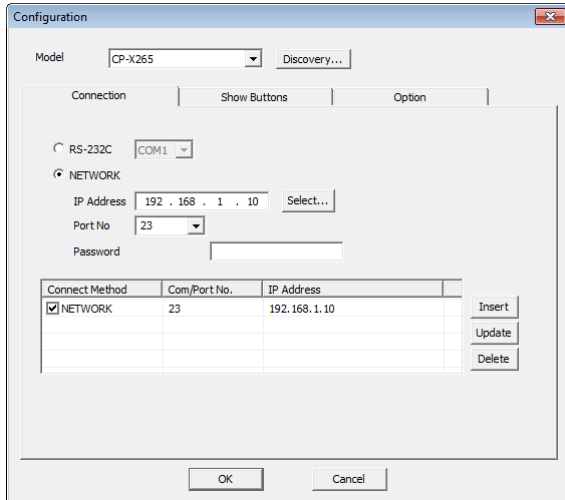 Configuration
Model CP-X265 Discovery...
Connection Show Buttons Option
RS-232C COM1
NETWORK
IP Address 192 . 168 . 1 . 10 Select...
Port No 23
Password
Connect Method Com/Port No. IP Address
NETWORK 23 192.168.1.10
Insert
Update
Delete
OK Cancel